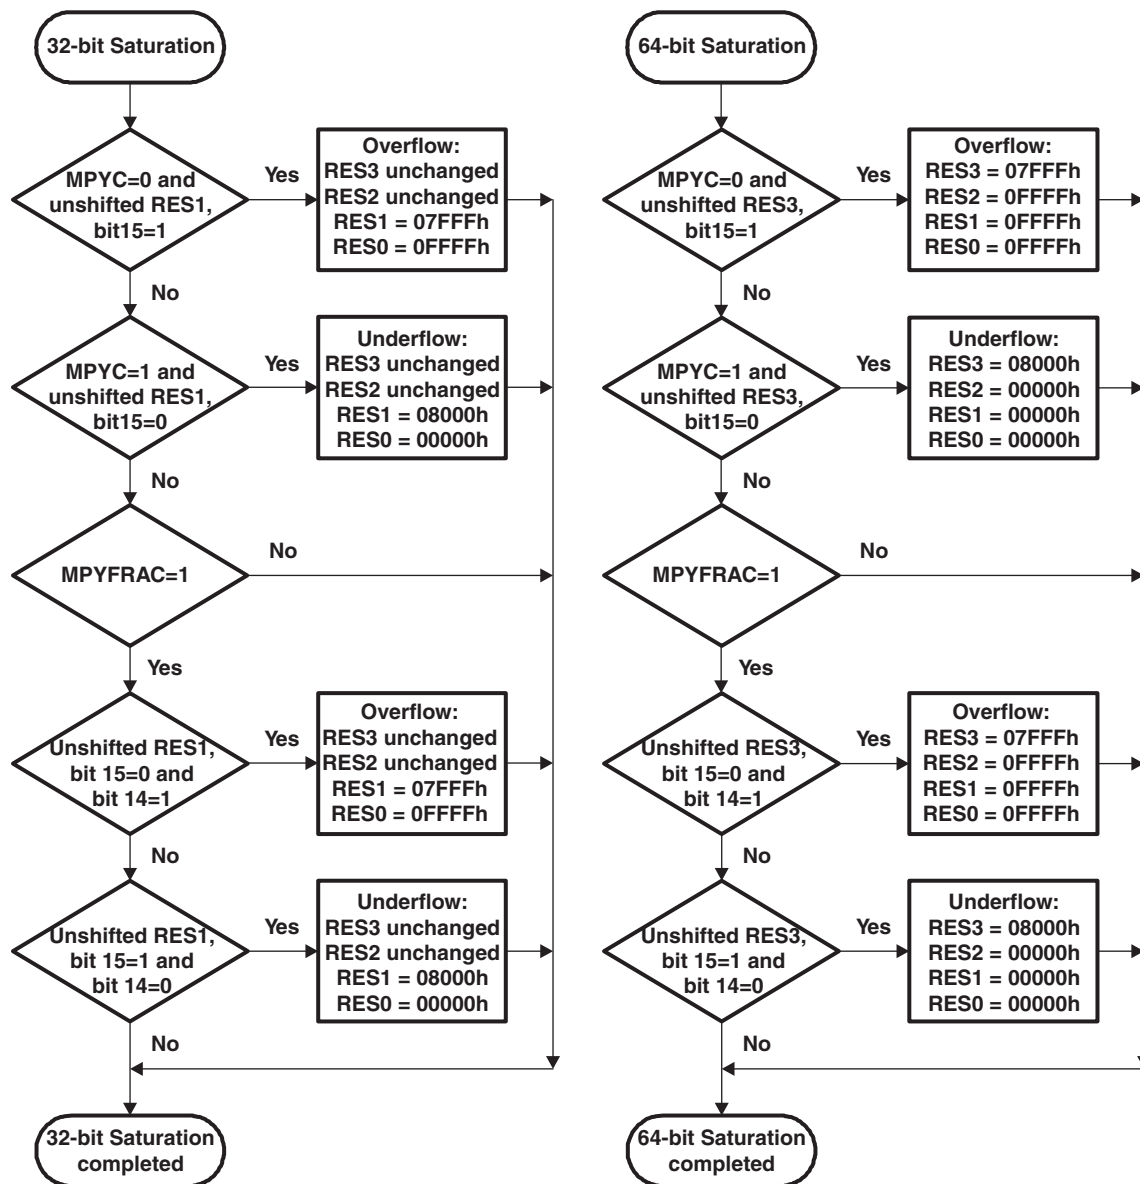 32-bit Saturation
MPYC=0 and
unshifted RES1,
bit15=1
Yes
Overflow:
RES3 unchanged
RES2 unchanged
RES1 = 07FFFh
RES0 = 0FFFFh
No
MPYC=1 and
unshifted RES1,
bit15=0
Yes
Underflow:
RES3 unchanged
RES2 unchanged
RES1 = 08000h
RES0 = 00000h
No
MPYFRAC=1
No
Yes
Unshifted RES1,
bit 15=0 and
bit 14=1
Yes
Overflow:
RES3 unchanged
RES2 unchanged
RES1 = 07FFFh
RES0 = 0FFFFh
No
Unshifted RES1,
bit 15=1 and
bit 14=0
Yes
Underflow:
RES3 unchanged
RES2 unchanged
RES1 = 08000h
RES0 = 00000h
No
32-bit Saturation
completed
64-bit Saturation
MPYC=0 and
unshifted RES3,
bit15=1
Yes
Overflow:
RES3 = 07FFFh
RES2 = 0FFFFh
RES1 = 0FFFFh
RES0 = 0FFFFh
No
MPYC=1 and
unshifted RES3,
bit15=0
Yes
Underflow:
RES3 = 08000h
RES2 = 00000h
RES1 = 00000h
RES0 = 00000h
No
MPYFRAC=1
No
Yes
Unshifted RES3,
bit 15=0 and
bit 14=1
Yes
Overflow:
RES3 = 07FFFh
RES2 = 0FFFFh
RES1 = 0FFFFh
RES0 = 0FFFFh
No
Unshifted RES3,
bit 15=1 and
bit 14=0
Yes
Underflow:
RES3 = 08000h
RES2 = 00000h
RES1 = 00000h
RES0 = 00000h
No
64-bit Saturation
completed